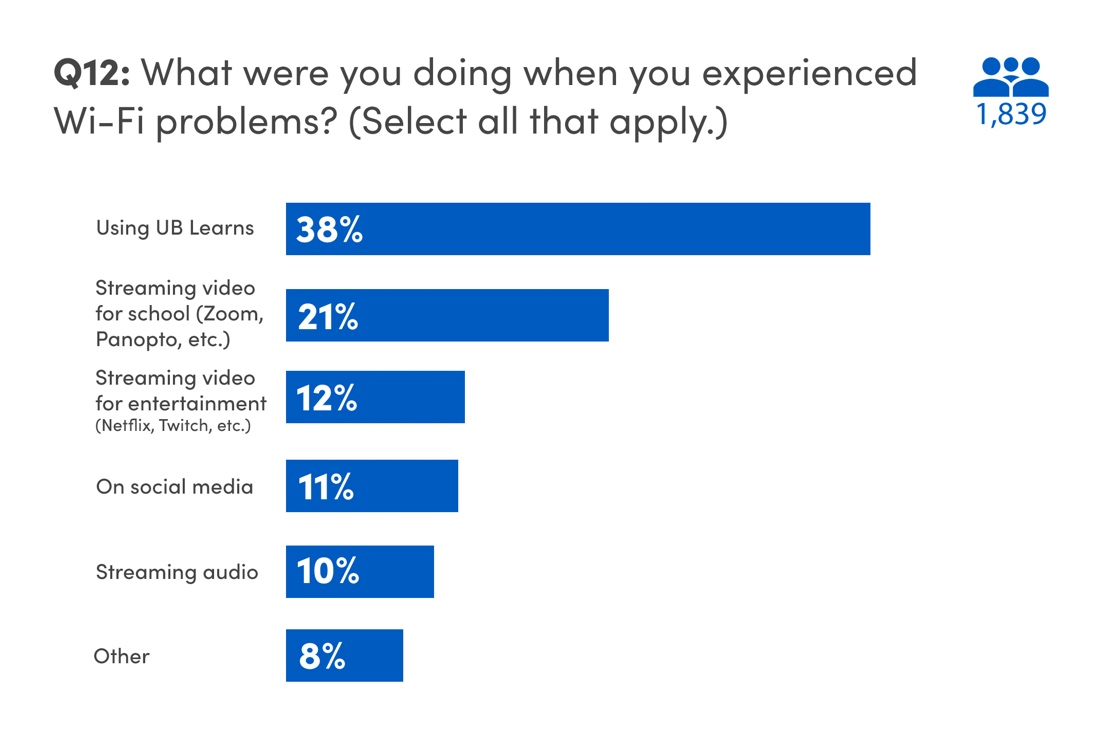 Q12: What were you doing when you experienced
Wi-Fi problems? (Select all that apply.)
1,839
Using UB Learns
38%
Streaming video
for school (Zoom,
Panopto, etc.)
21%
Streaming video
for entertainment
(Netflix, Twitch, etc.)
12%
On social media
11%
Streaming audio
10%
Other
8%